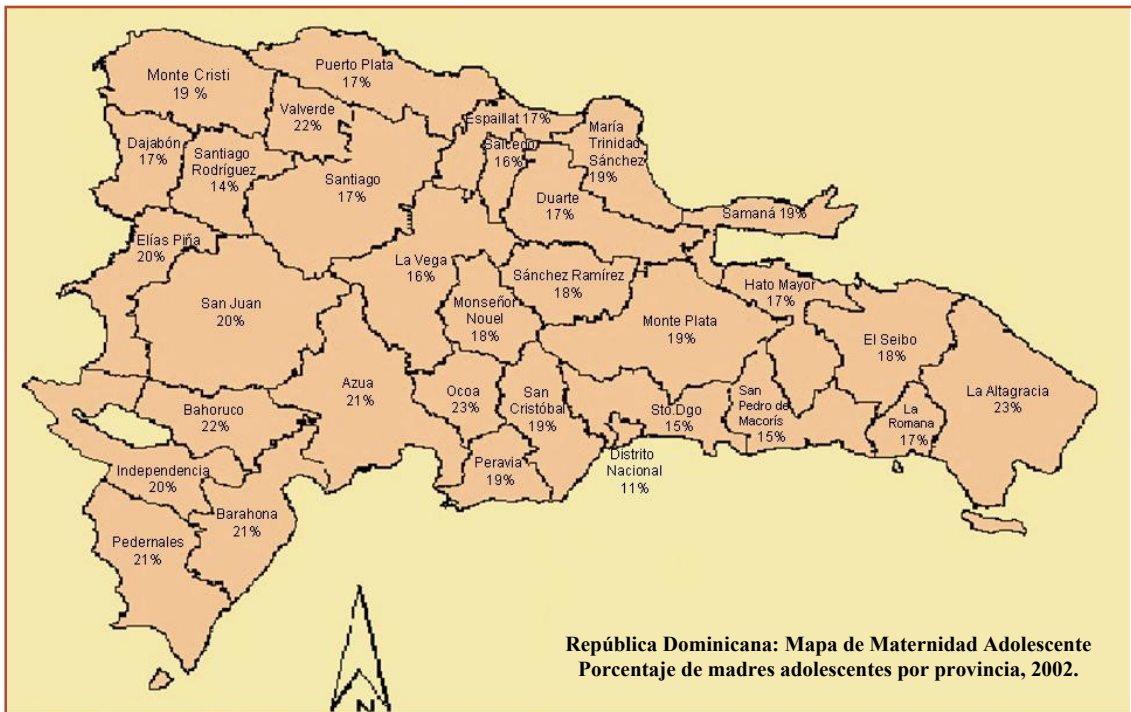 Puerto Plata
17%
Monte Cristi
19 %
Valverde
22%
Espaillat 17%
María
Trinidad
Sánchez
19%
Dajabón
17%
Santiago
Rodríguez
14%
Salcedo
16%
Santiago
17%
Duarte
17%
Samaná 19%
Elías Piña
20%
La Vega
16%
Sánchez Ramírez
18%
Hato Mayor
17%
San Juan
20%
Monseñor
Nouel
18%
Monte Plata
19%
El Seibo
18%
Azua
21%
Ocoa
23%
San
Cristóbal
19%
Sto.Dgo
15%
San
Pedro de
Macorís
15%
La
Romana
17%
La Altagracia
23%
Bahoruco
22%
Peravia
19%
Distrito
Nacional
11%
Independencia
20%
Barahona
21%
Pedernales
21%
N
República Dominicana: Mapa de Maternidad Adolescente
Porcentaje de madres adolescentes por provincia, 2002.